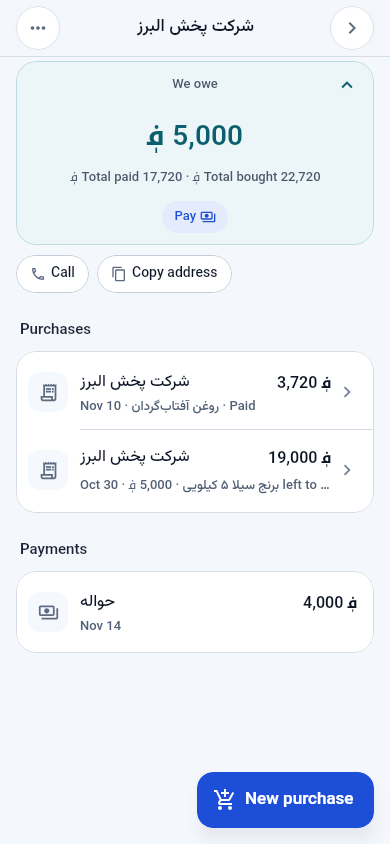 شرکت پخش البرز
We owe
؋ 5,000
؋ Total paid 17,720 · ؋ Total bought 22,720
Pay
Call
Copy address
Purchases
شرکت پخش البرز
3,720 ؋
Nov 10 · روغن آفتاب‌گردان · Paid
شرکت پخش البرز
19,000 ؋
Oct 30 · ؋ 5,000 · برنج سیلا ۵ کیلویی left to …
Payments
حواله
4,000 ؋
Nov 14
New purchase